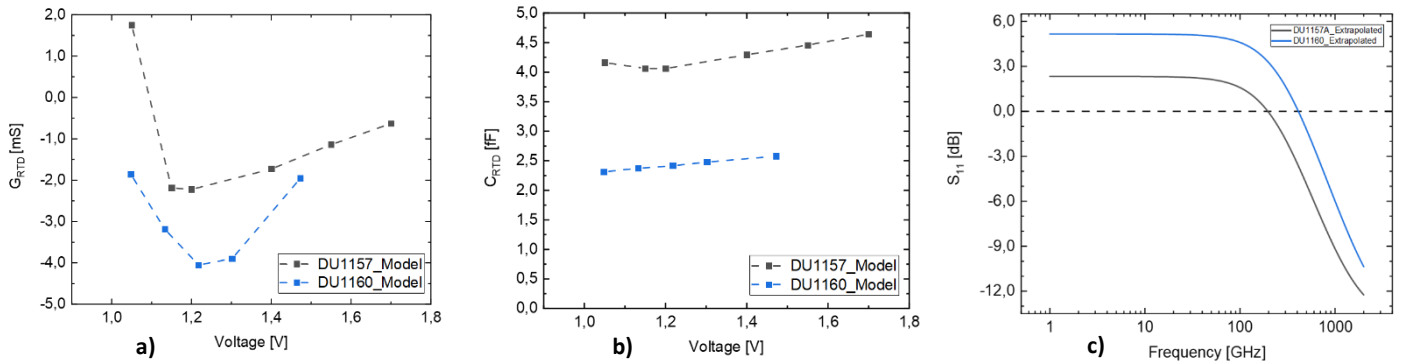 2,0
1,0
0,0
-1,0
-2,0
-3,0
-4,0
-5,0
G_RTD [mS]
1,0 1,2 1,4 1,6 1,8
Voltage [V]
DU1157_Model
DU1160_Model
a)
5,0
4,5
4,0
3,5
3,0
2,5
2,0
1,5
1,0
0,5
0,0
C_RTD [fF]
1,0 1,2 1,4 1,6 1,8
Voltage [V]
DU1157_Model
DU1160_Model
b)
6,0
3,0
0,0
-3,0
-6,0
-9,0
-12,0
S_11 [dB]
1 10 100 1000
Frequency [GHz]
DU1157A_Extrapolated
DU1160_Extrapolated
c)